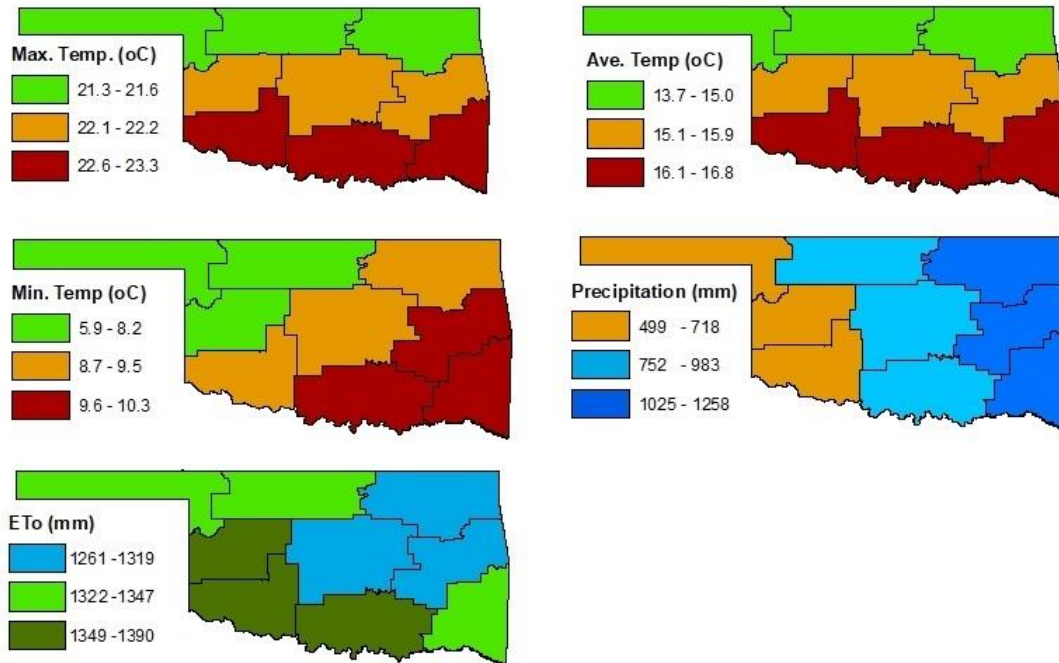 Max. Temp. (oC)
21.3 - 21.6
22.1 - 22.2
22.6 - 23.3
Ave. Temp (oC)
13.7 - 15.0
15.1 - 15.9
16.1 - 16.8
Min. Temp (oC)
5.9 - 8.2
8.7 - 9.5
9.6 - 10.3
Precipitation (mm)
499 - 718
752 - 983
1025 - 1258
ETo (mm)
1261 -1319
1322 -1347
1349 -1390